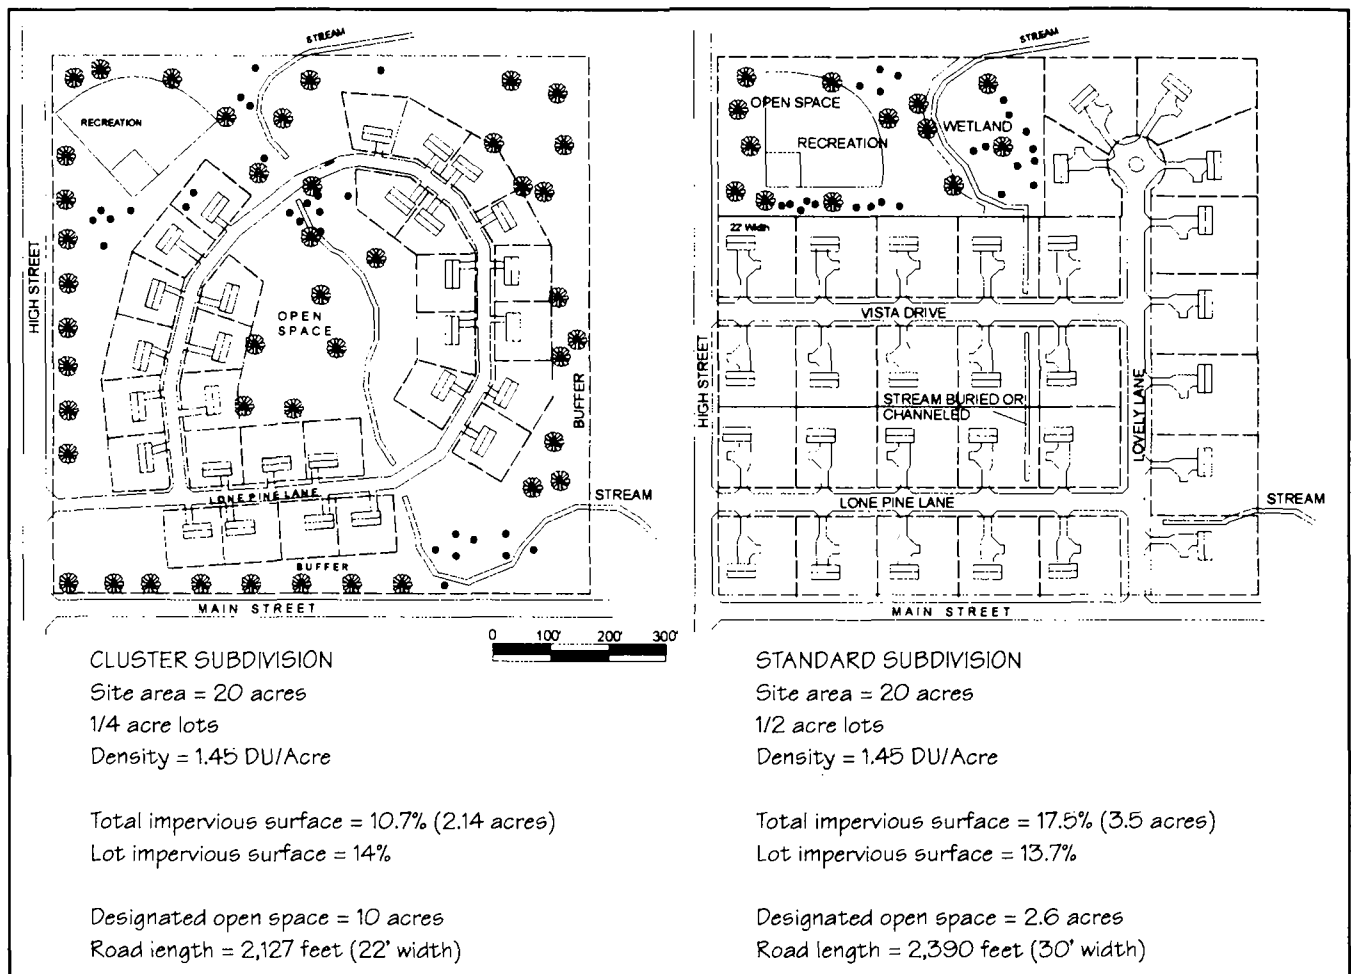 STREAM
RECREATION
HIGH STREET
OPEN
SPACE
BUFFER
STREAM
LONE PINE LANE
BUFFER
MAIN STREET
STREAM
OPEN SPACE
WETLAND
RECREATION
22' Width
VISTA DRIVE
HIGH STREET
STREAM BURIED OR
CHANNELED
LOVELY LANE
LONE PINE LANE
STREAM
MAIN STREET
0 100' 200' 300'
CLUSTER SUBDIVISION
Site area = 20 acres
1/4 acre lots
Density = 1.45 DU/Acre
Total impervious surface = 10.7% (2.14 acres)
Lot impervious surface = 14%
Designated open space = 10 acres
Road length = 2,127 feet (22' width)
STANDARD SUBDIVISION
Site area = 20 acres
1/2 acre lots
Density = 1.45 DU/Acre
Total impervious surface = 17.5% (3.5 acres)
Lot impervious surface = 13.7%
Designated open space = 2.6 acres
Road length = 2,390 feet (30' width)